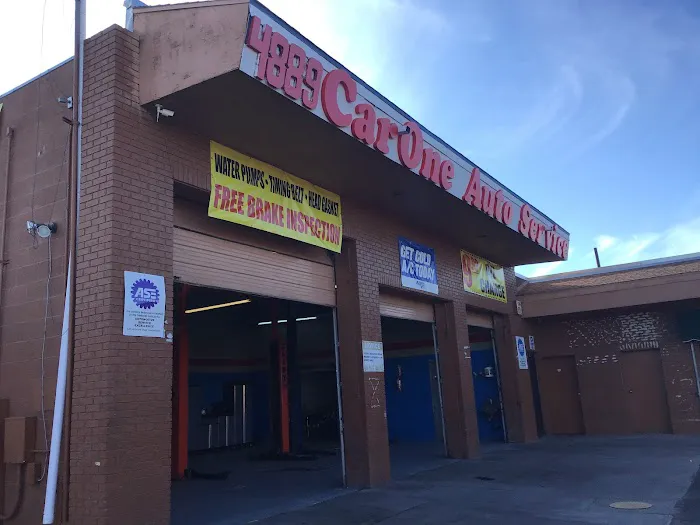 4889 CarOne Auto Service
WATER PUMPS • TIMING BELT • HEAD GASKET
FREE BRAKE INSPECTION
GET COLD
A/C TODAY
ASE